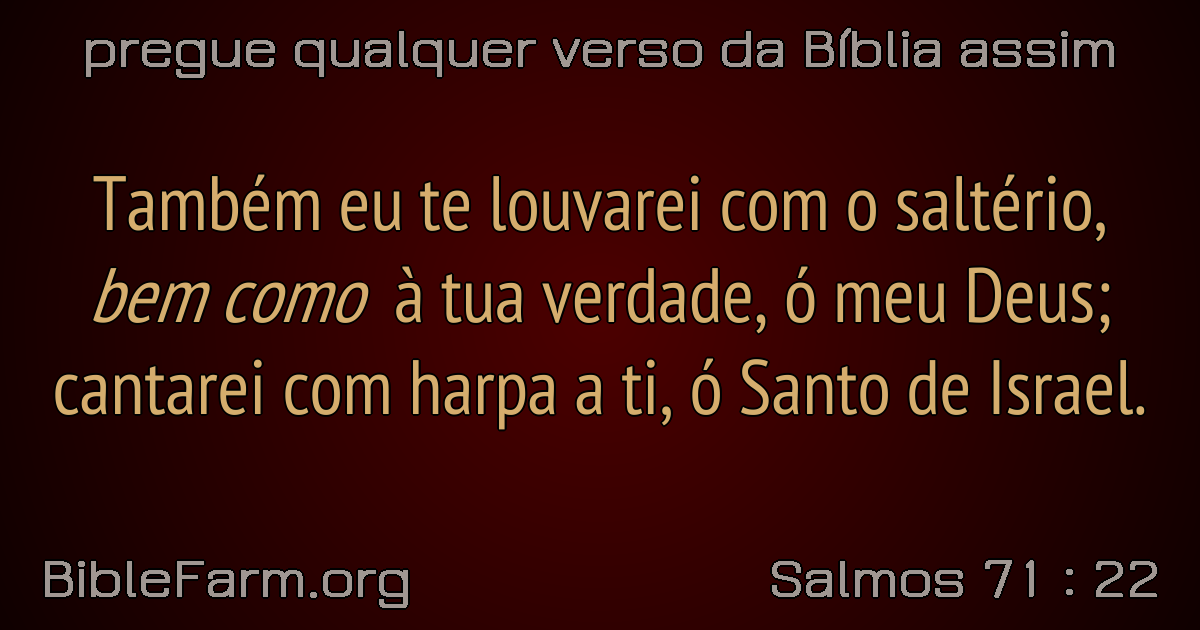 pregue qualquer verso da Bíblia assim
Também eu te louvarei com o saltério,
bem como à tua verdade, ó meu Deus;
cantarei com harpa a ti, ó Santo de Israel.
BibleFarm.org
Salmos 71 : 22